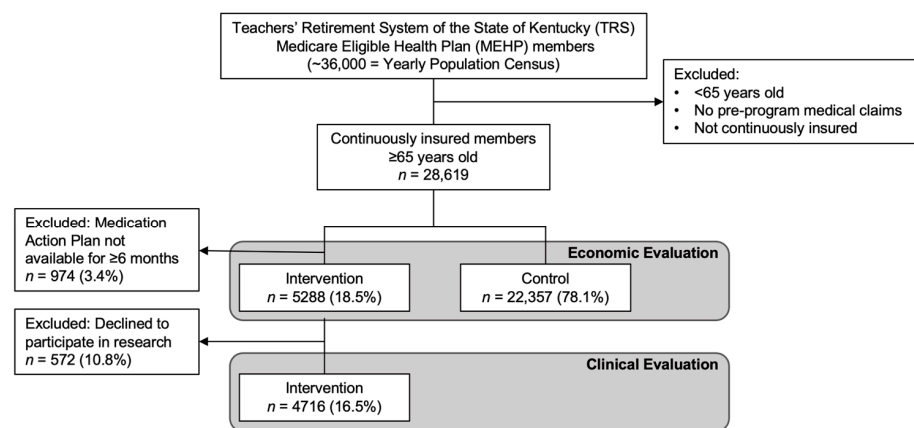 Teachers' Retirement System of the State of Kentucky (TRS)
Medicare Eligible Health Plan (MEHP) members
(~36,000 = Yearly Population Census)
Excluded:
• <65 years old
• No pre-program medical claims
• Not continuously insured
Continuously insured members
≥65 years old
n = 28,619
Excluded: Medication
Action Plan not
available for ≥6 months
n = 974 (3.4%)
Economic Evaluation
Intervention
n = 5288 (18.5%)
Control
n = 22,357 (78.1%)
Excluded: Declined to
participate in research
n = 572 (10.8%)
Clinical Evaluation
Intervention
n = 4716 (16.5%)